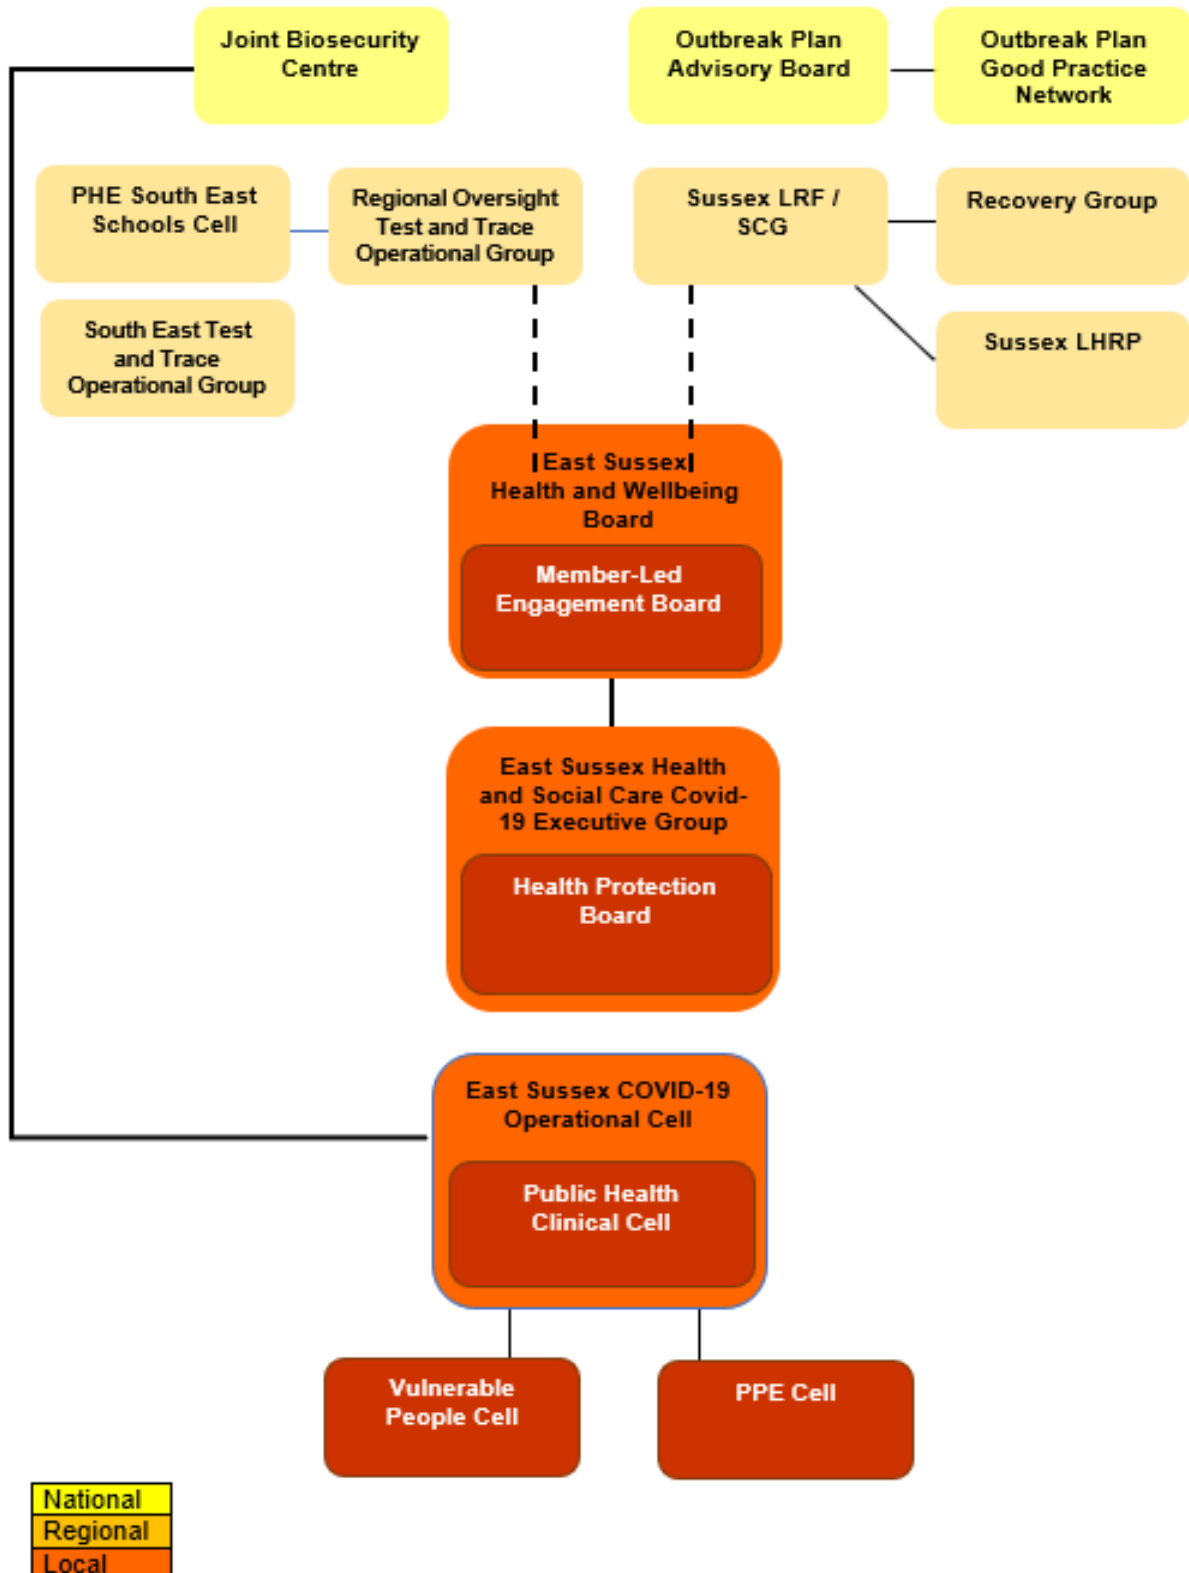 Joint Biosecurity
Centre
Outbreak Plan
Advisory Board
Outbreak Plan
Good Practice
Network
PHE South East
Schools Cell
Regional Oversight
Test and Trace
Operational Group
Sussex LRF /
SCG
Recovery Group
South East Test
and Trace
Operational Group
Sussex LHRP
East Sussex
Health and Wellbeing
Board
Member-Led
Engagement Board
East Sussex Health
and Social Care Covid-
19 Executive Group
Health Protection
Board
East Sussex COVID-19
Operational Cell
Public Health
Clinical Cell
Vulnerable
People Cell
PPE Cell
National
Regional
Local